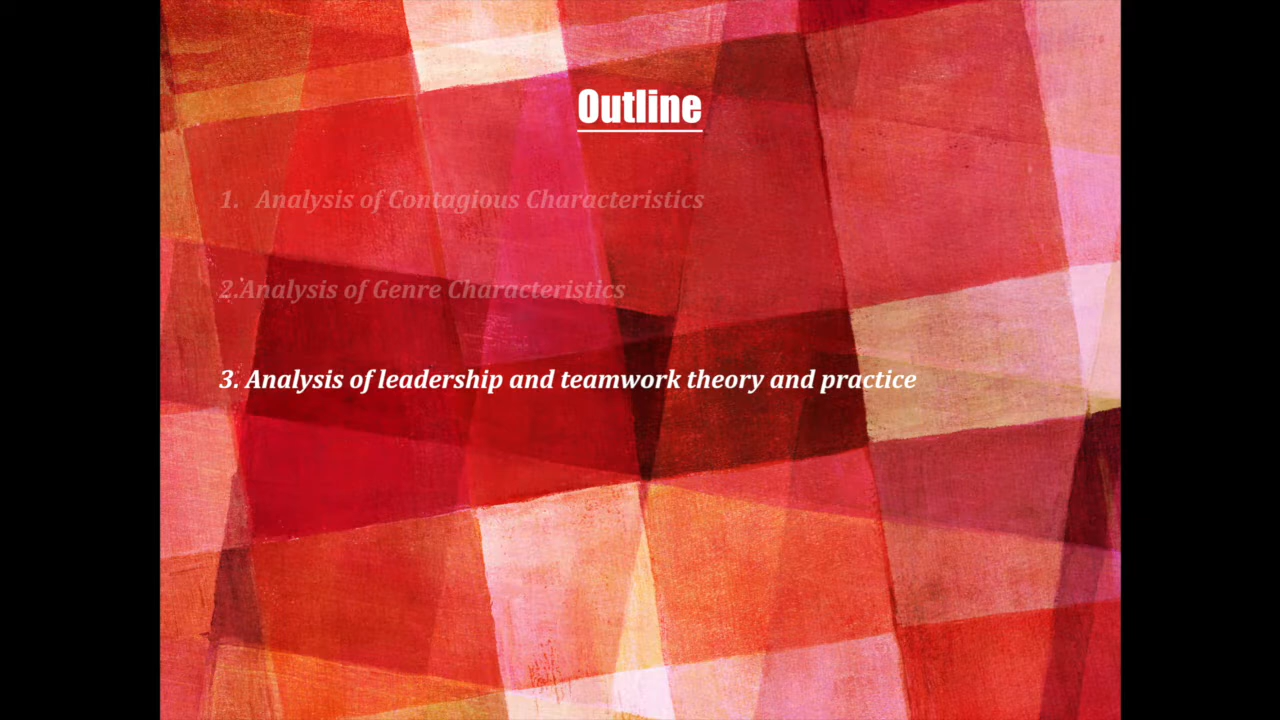 Outline
1. Analysis of Contagious Characteristics
2.Analysis of Genre Characteristics
3. Analysis of leadership and teamwork theory and practice